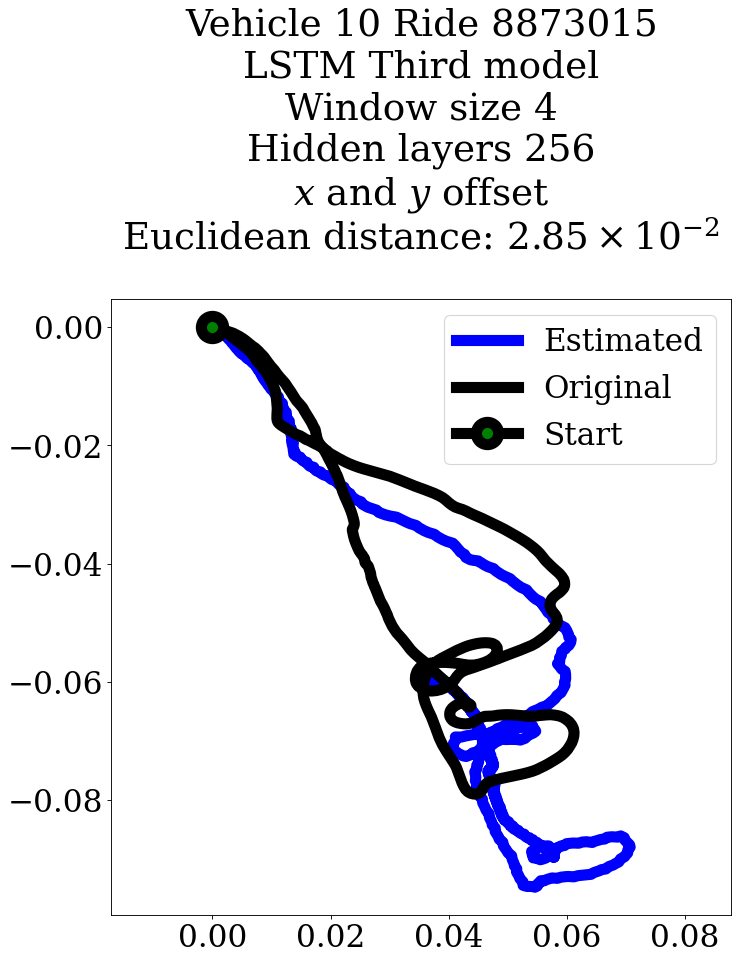 Vehicle 10 Ride 8873015
LSTM Third model
Window size 4
Hidden layers 256
x and y offset
Euclidean distance: 2.85 × 10⁻²
Estimated
Original
Start
0.00
−0.02
−0.04
−0.06
−0.08
0.00 0.02 0.04 0.06 0.08